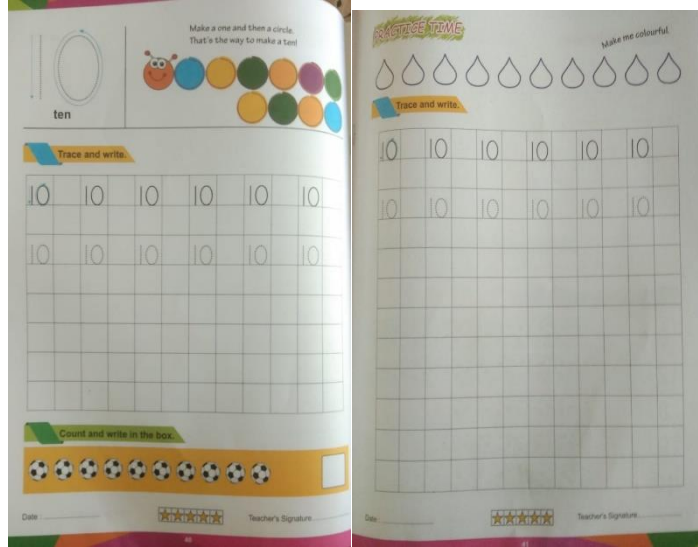 10
Make a one and then a circle.
That's the way to make a ten!
ten
Trace and write.
10 10 10 10 10 10
10 10 10 10 10 10
Count and write in the box.
Date : Teacher's Signature
40
PRACTICE TIME
Make me colourful
Trace and write.
10 10 10 10 10 10
10 10 10 10 10 10
Date : Teacher's Signature
41